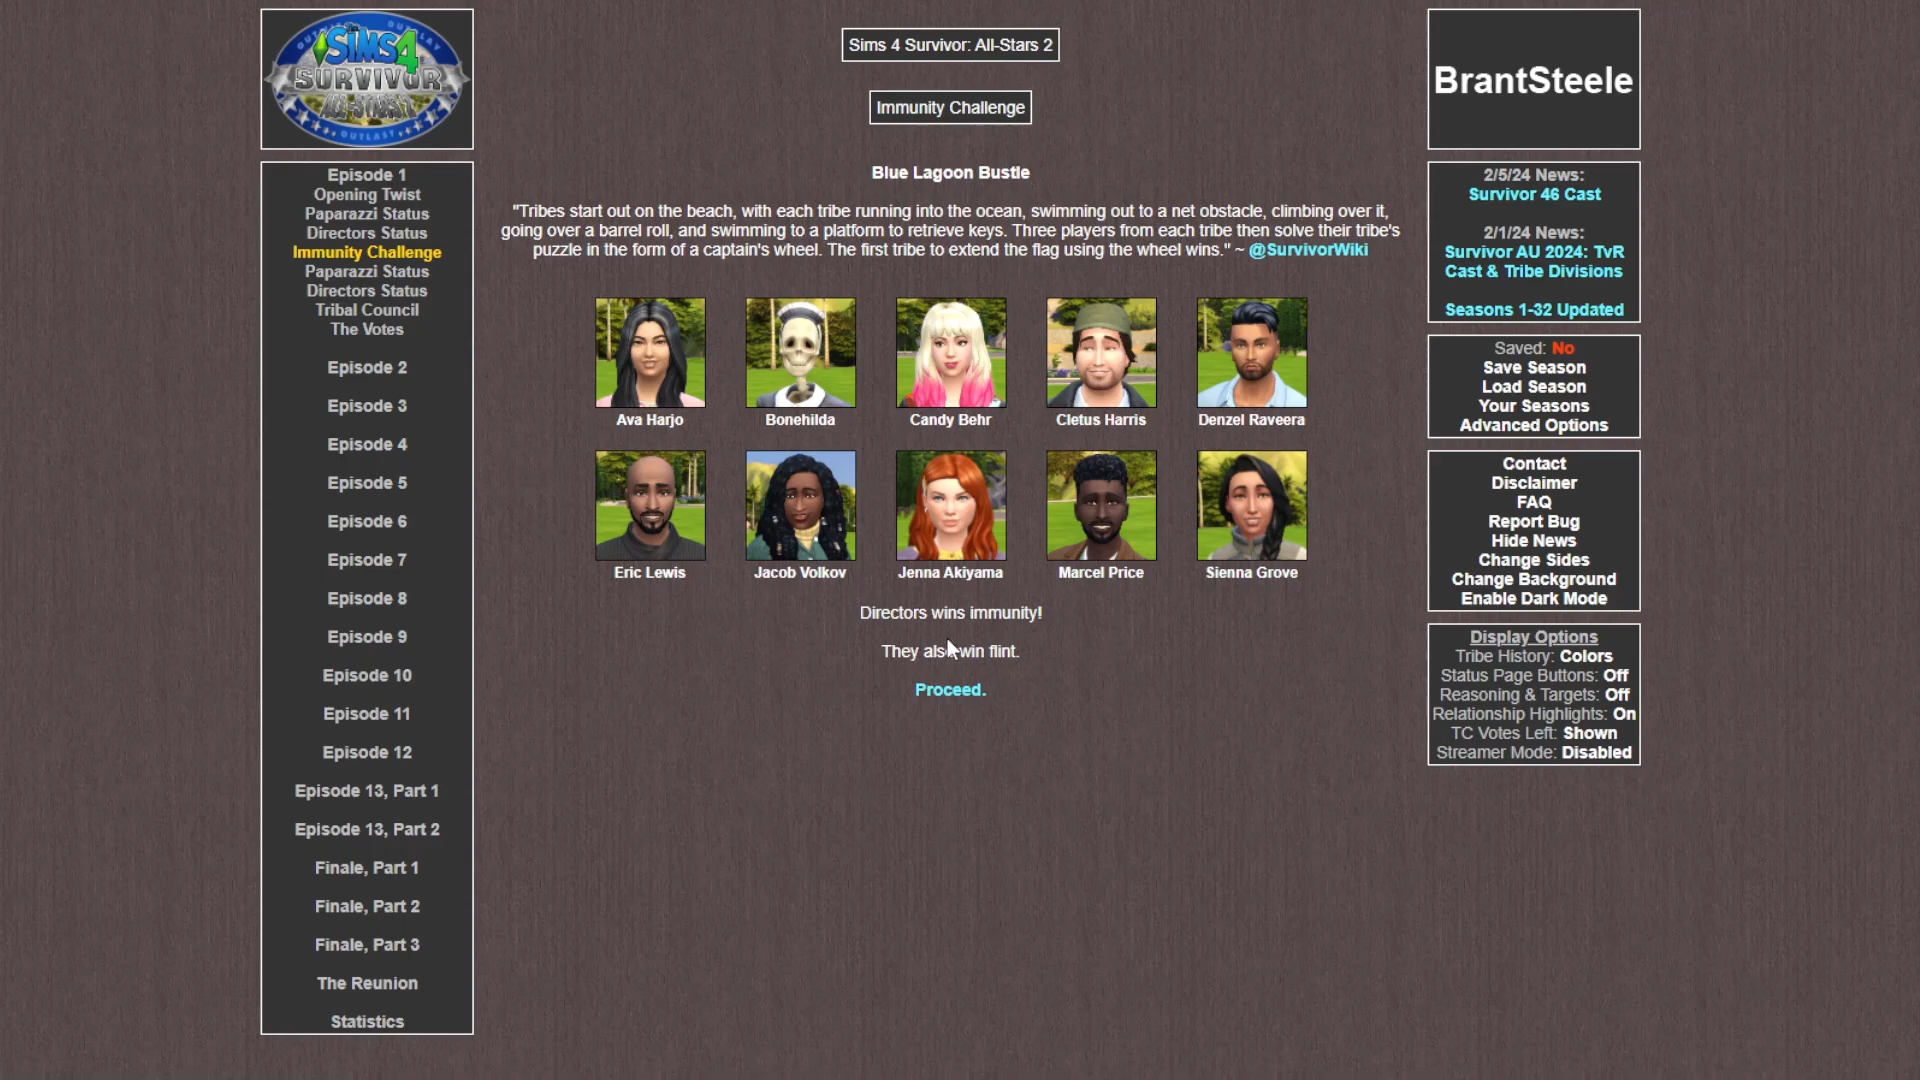 OUTWIT
OUTPLAY
The
SiMS 4
SURVIVOR
ALL-STARS 2
OUTLAST
Episode 1
Opening Twist
Paparazzi Status
Directors Status
Immunity Challenge
Paparazzi Status
Directors Status
Tribal Council
The Votes
Episode 2
Episode 3
Episode 4
Episode 5
Episode 6
Episode 7
Episode 8
Episode 9
Episode 10
Episode 11
Episode 12
Episode 13, Part 1
Episode 13, Part 2
Finale, Part 1
Finale, Part 2
Finale, Part 3
The Reunion
Statistics
Sims 4 Survivor: All-Stars 2
Immunity Challenge
Blue Lagoon Bustle
"Tribes start out on the beach, with each tribe running into the ocean, swimming out to a net obstacle, climbing over it,
going over a barrel roll, and swimming to a platform to retrieve keys. Three players from each tribe then solve their tribe's
puzzle in the form of a captain's wheel. The first tribe to extend the flag using the wheel wins." ~ @SurvivorWiki
Ava Harjo
Bonehilda
Candy Behr
Cletus Harris
Denzel Raveera
Eric Lewis
Jacob Volkov
Jenna Akiyama
Marcel Price
Sienna Grove
Directors wins immunity!
They also win flint.
Proceed.
BrantSteele
2/5/24 News:
Survivor 46 Cast
2/1/24 News:
Survivor AU 2024: TvR
Cast & Tribe Divisions
Seasons 1-32 Updated
Saved: No
Save Season
Load Season
Your Seasons
Advanced Options
Contact
Disclaimer
FAQ
Report Bug
Hide News
Change Sides
Change Background
Enable Dark Mode
Display Options
Tribe History: Colors
Status Page Buttons: Off
Reasoning & Targets: Off
Relationship Highlights: On
TC Votes Left: Shown
Streamer Mode: Disabled